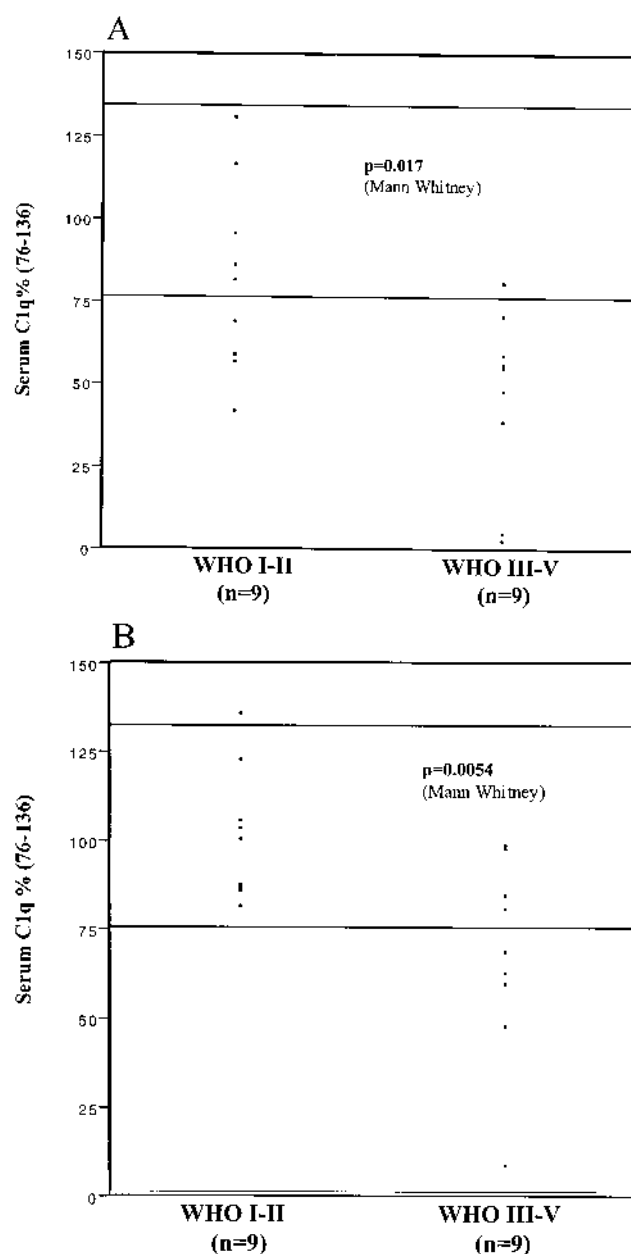 A
150
125
p=0.017
(Mann Whitney)
100
75
50
25
0
Serum C1q% (76-136)
WHO I-II
(n=9)
WHO III-V
(n=9)
B
150
125
p=0.0054
(Mann Whitney)
100
75
50
25
0
Serum C1q % (76-136)
WHO I-II
(n=9)
WHO III-V
(n=9)